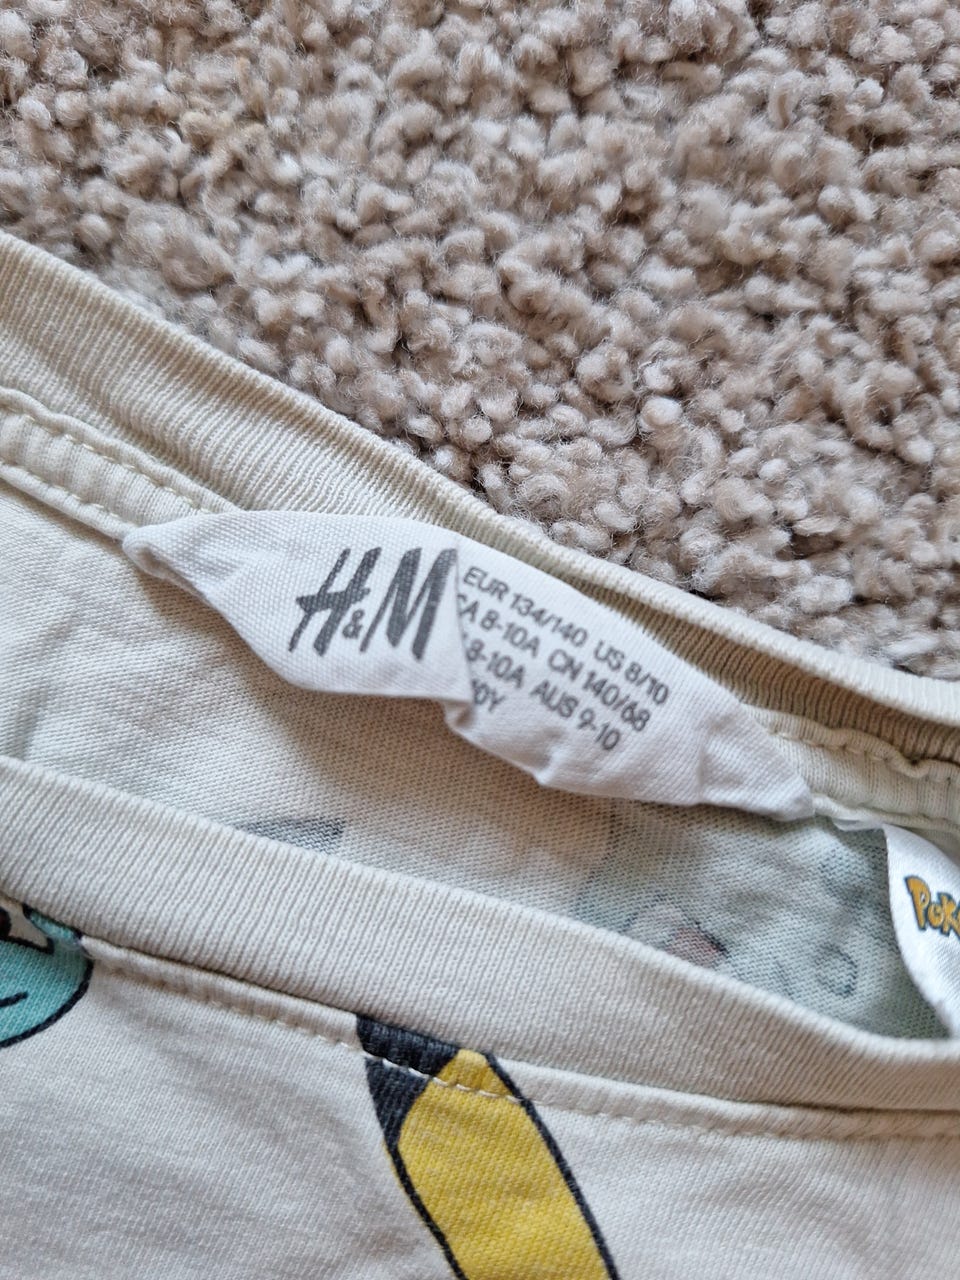 H&M
EUR 134/140 US 8/10
CA 8-10A CN 140/68
8-10A AUS 9-10